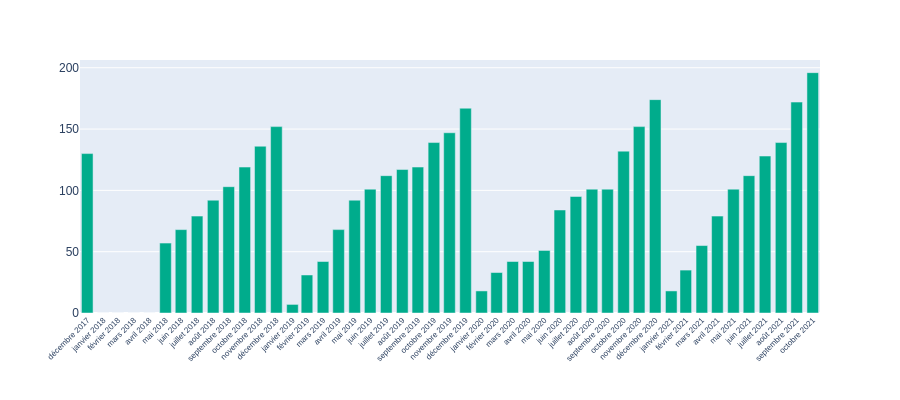 200
150
100
50
0
décembre 2017
janvier 2018
février 2018
mars 2018
avril 2018
mai 2018
juin 2018
juillet 2018
août 2018
septembre 2018
octobre 2018
novembre 2018
décembre 2018
janvier 2019
février 2019
mars 2019
avril 2019
mai 2019
juin 2019
juillet 2019
août 2019
septembre 2019
octobre 2019
novembre 2019
décembre 2019
janvier 2020
février 2020
mars 2020
avril 2020
mai 2020
juin 2020
juillet 2020
août 2020
septembre 2020
octobre 2020
novembre 2020
décembre 2020
janvier 2021
février 2021
mars 2021
avril 2021
mai 2021
juin 2021
juillet 2021
août 2021
septembre 2021
octobre 2021